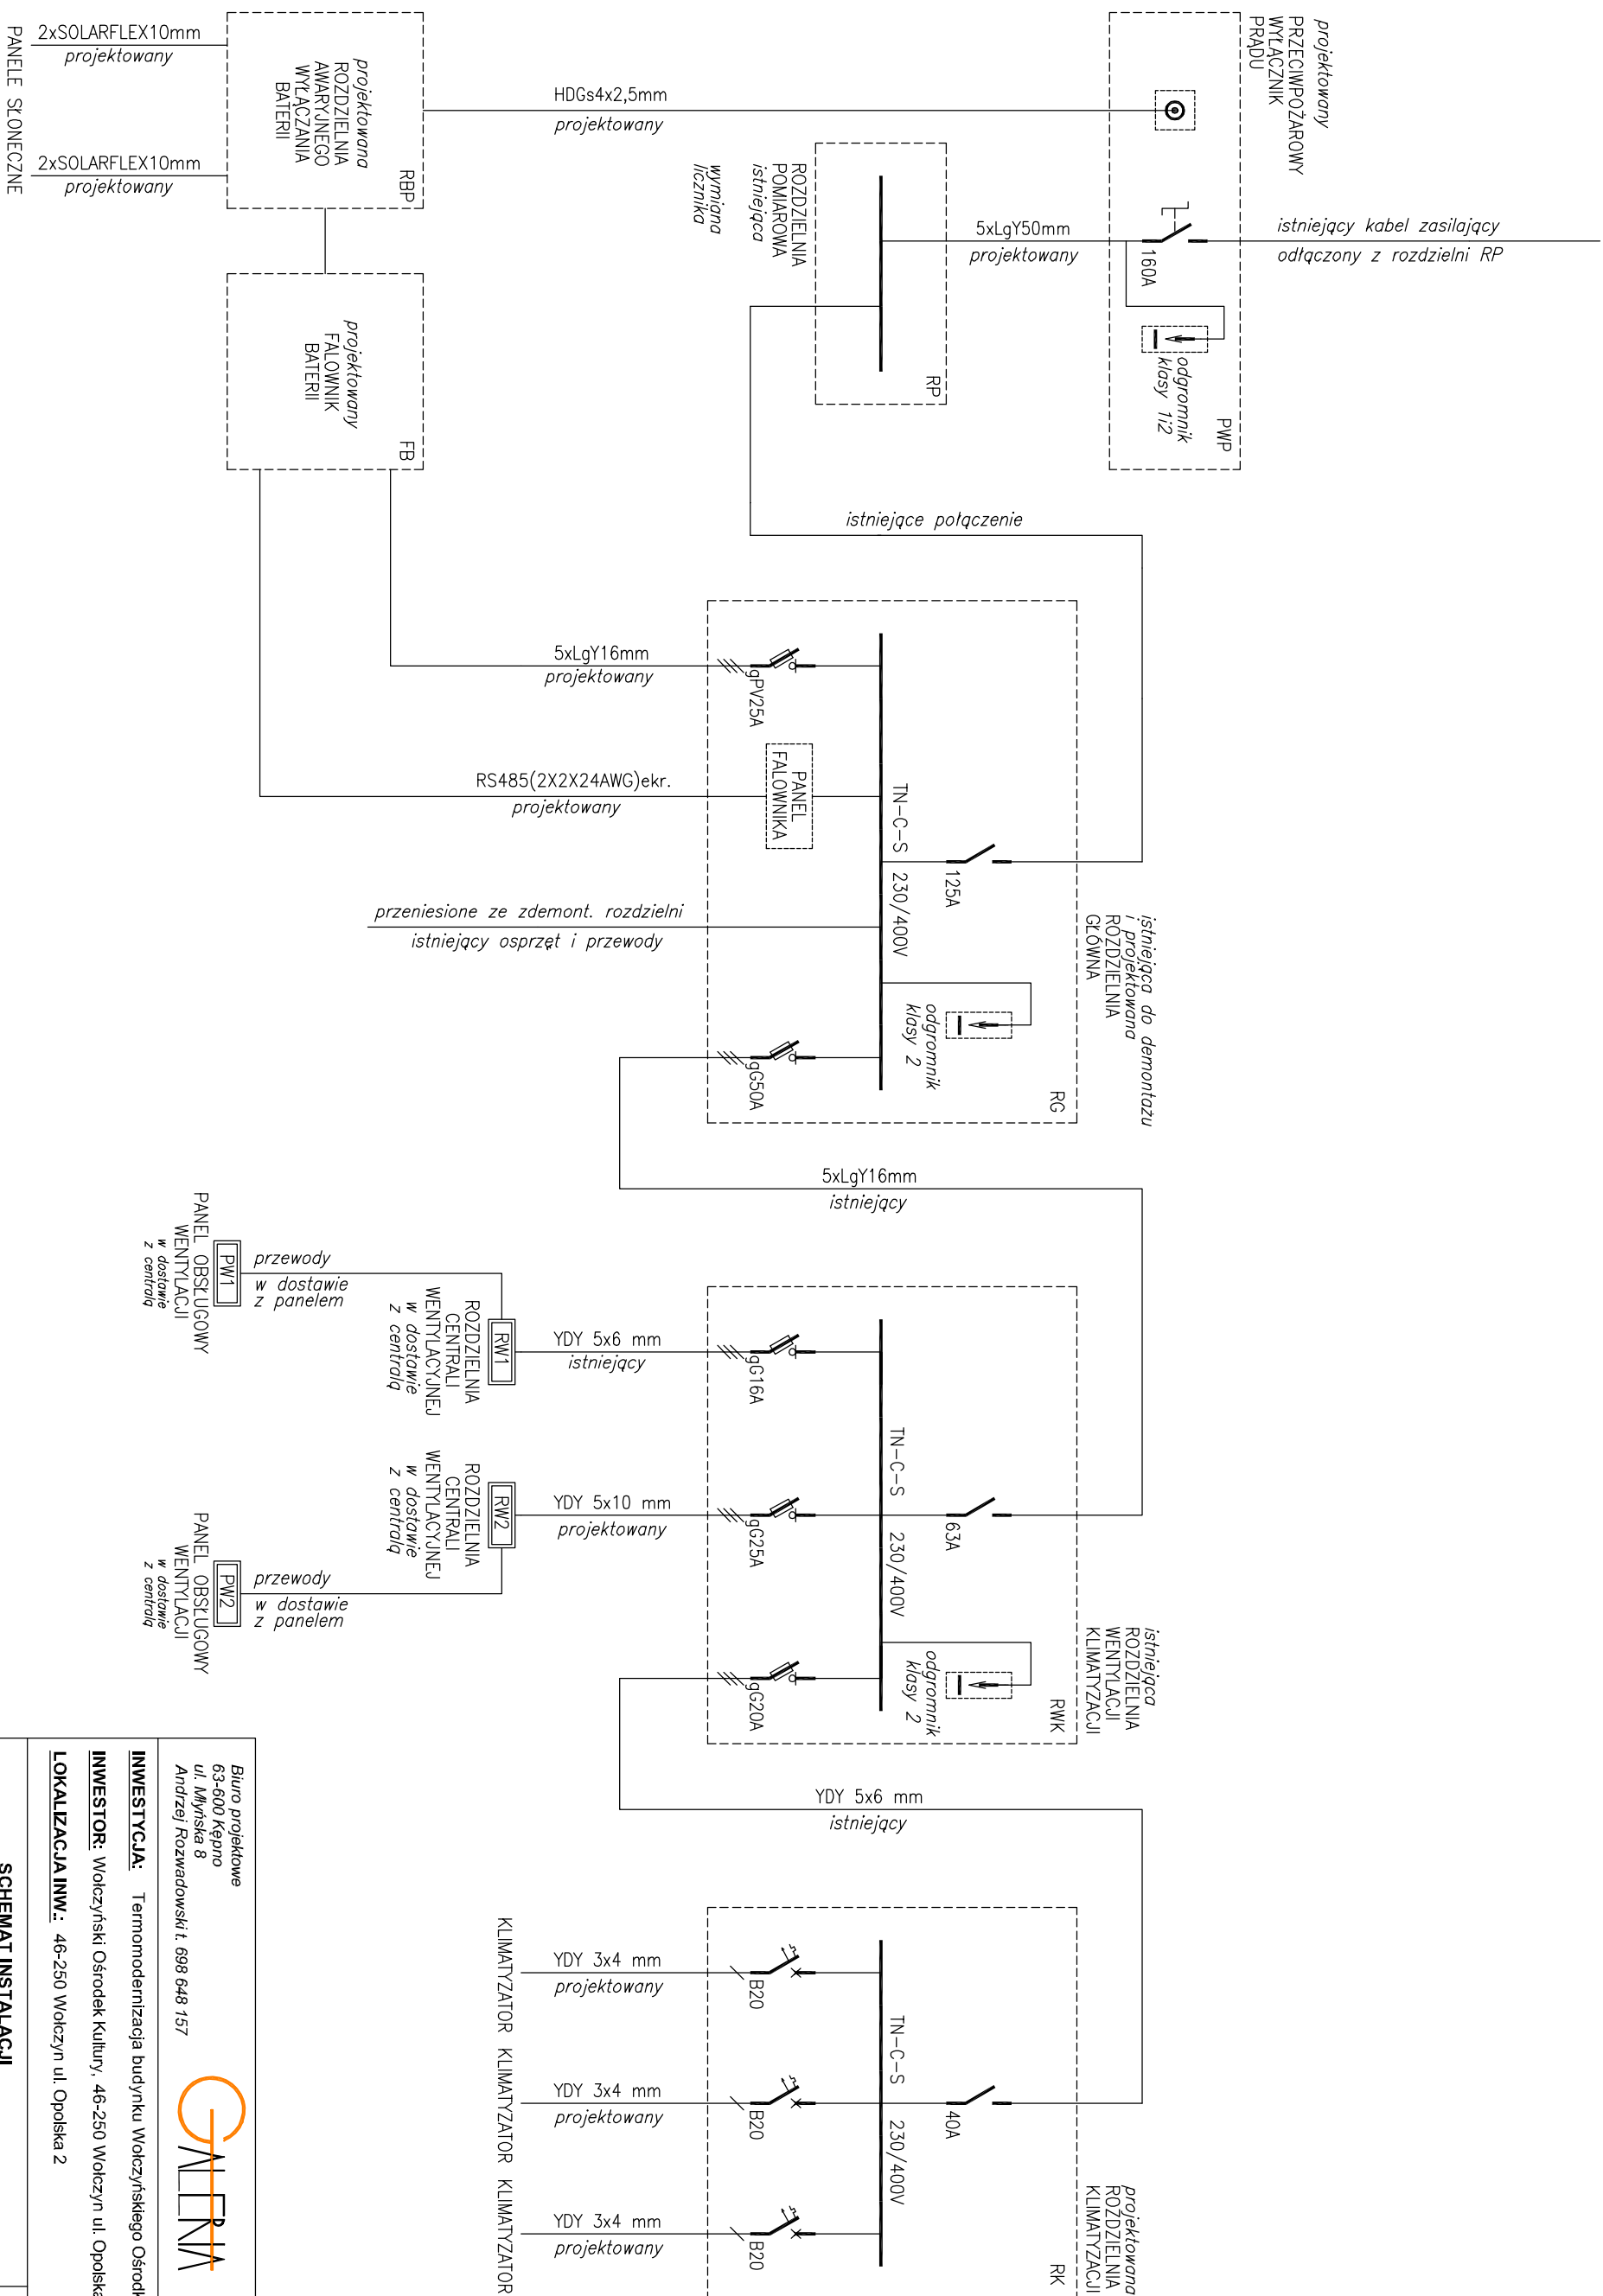 projektowany
PRZECIWPOŻAROWY
WYŁĄCZNIK
PRĄDU
istniejący kabel zasilający
odłączony z rozdzielni RP
160A
odgromnik
klasy 1i2
PWP
5xLgY50mm
projektowany
HDGs4x2,5mm
projektowany
ROZDZIELNIA
POMIAROWA
istniejąca
wymiana
licznika
RP
2xSOLARFLEX10mm
projektowany
2xSOLARFLEX10mm
projektowany
PANELE SŁONECZNE
projektowana
ROZDZIELNIA
AWARYJNEGO
WYŁĄCZANIA
BATERII
RBP
projektowany
FALOWNIK
BATERII
FB
istniejące połączenie
5xLgY16mm
projektowany
gPV25A
RS485(2X2X24AWG)ekr.
projektowany
PANEL
FALOWNIKA
TN-C-S 230/400V
125A
przeniesione ze zdemont. rozdzielni
istniejący osprzęt i przewody
istniejąca do demontażu
i projektowana
ROZDZIELNIA
GŁÓWNA
odgromnik
klasy 2
gG50A
RG
5xLgY16mm
istniejący
PW1
PANEL OBSŁUGOWY
WENTYLACJI
w dostawie
z centralą
przewody
w dostawie
z panelem
RW1
ROZDZIELNIA
CENTRALI
WENTYLACYJNEJ
w dostawie
z centralą
YDY 5x6 mm
istniejący
gG16A
TN-C-S 230/400V
63A
YDY 5x10 mm
projektowany
gG25A
RW2
ROZDZIELNIA
CENTRALI
WENTYLACYJNEJ
w dostawie
z centralą
przewody
w dostawie
z panelem
PW2
PANEL OBSŁUGOWY
WENTYLACJI
w dostawie
z centralą
istniejąca
ROZDZIELNIA
WENTYLACJI
KLIMATYZACJI
odgromnik
klasy 2
gG20A
RWK
YDY 5x6 mm
istniejący
YDY 3x4 mm
projektowany
B20
YDY 3x4 mm
projektowany
B20
YDY 3x4 mm
projektowany
B20
KLIMATYZATOR KLIMATYZATOR KLIMATYZATOR
TN-C-S 230/400V
40A
projektowana
ROZDZIELNIA
KLIMATYZACJI
RK
Biuro projektowe
63-600 Kępno
ul. Młyńska 8
Andrzej Rozwadowski t. 698 648 157
GALERIA
INWESTYCJA: Termomodernizacja budynku Wołczyńskiego Ośrodk
INWESTOR: Wołczyński Ośrodek Kultury, 46-250 Wołczyn ul. Opolska
LOKALIZACJA INW.: 46-250 Wołczyn ul. Opolska 2
SCHEMAT INSTALACJI